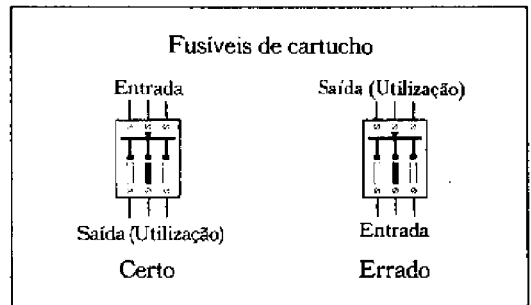 Fusíveis de cartucho
Entrada
Saída (Utilização)
Saída (Utilização)
Entrada
Certo
Errado